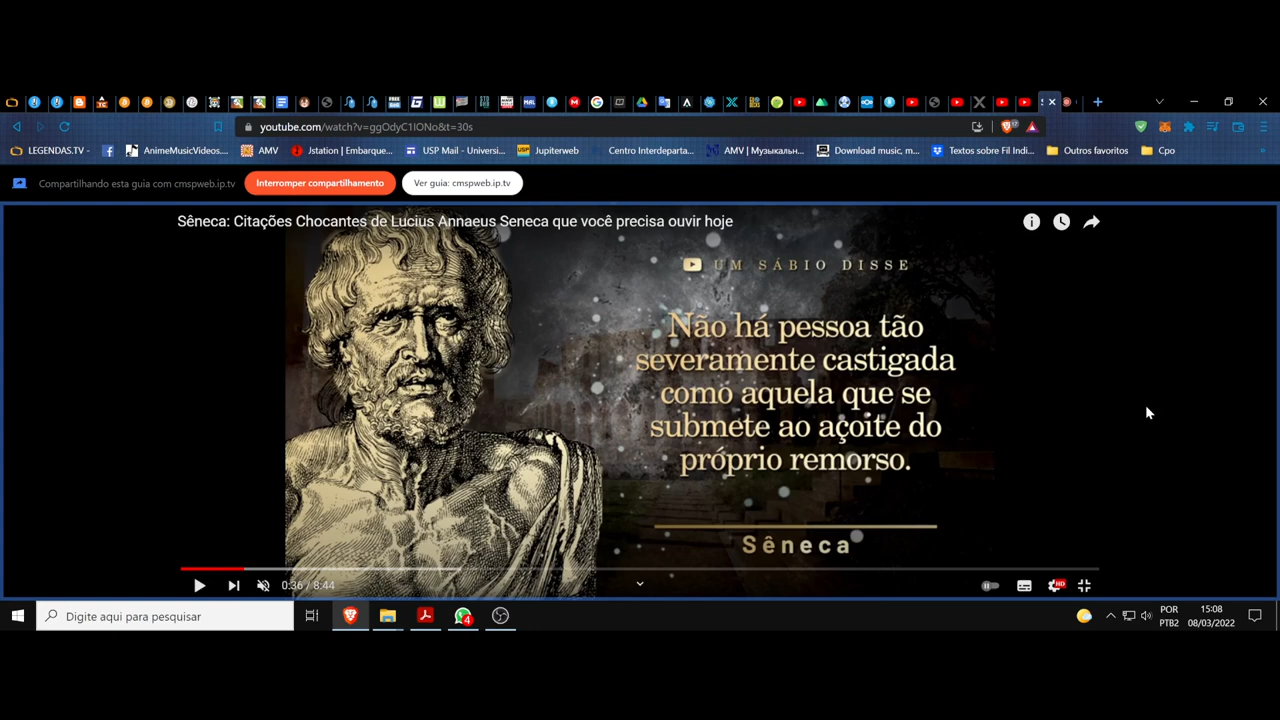 youtube.com/watch?v=ggOdyC1IONo&t=30s
LEGENDAS.TV - AnimeMusicVideos... AMV Jstation | Embarque... USP Mail - Universi... Jupiterweb Centro Interdeparta... AMV | Музыкальн... Download music, m... Textos sobre Fil Indi... Outros favoritos Cpo
Compartilhando esta guia com cmspweb.ip.tv Interromper compartilhamento Ver guia: cmspweb.ip.tv
Sêneca: Citações Chocantes de Lucius Annaeus Seneca que você precisa ouvir hoje
UM SÁBIO DISSE
Não há pessoa tão
severamente castigada
como aquela que se
submete ao açoite do
próprio remorso.
Sêneca
0:36 / 8:44
HD
Digite aqui para pesquisar
4
POR 15:08
PTB2 08/03/2022